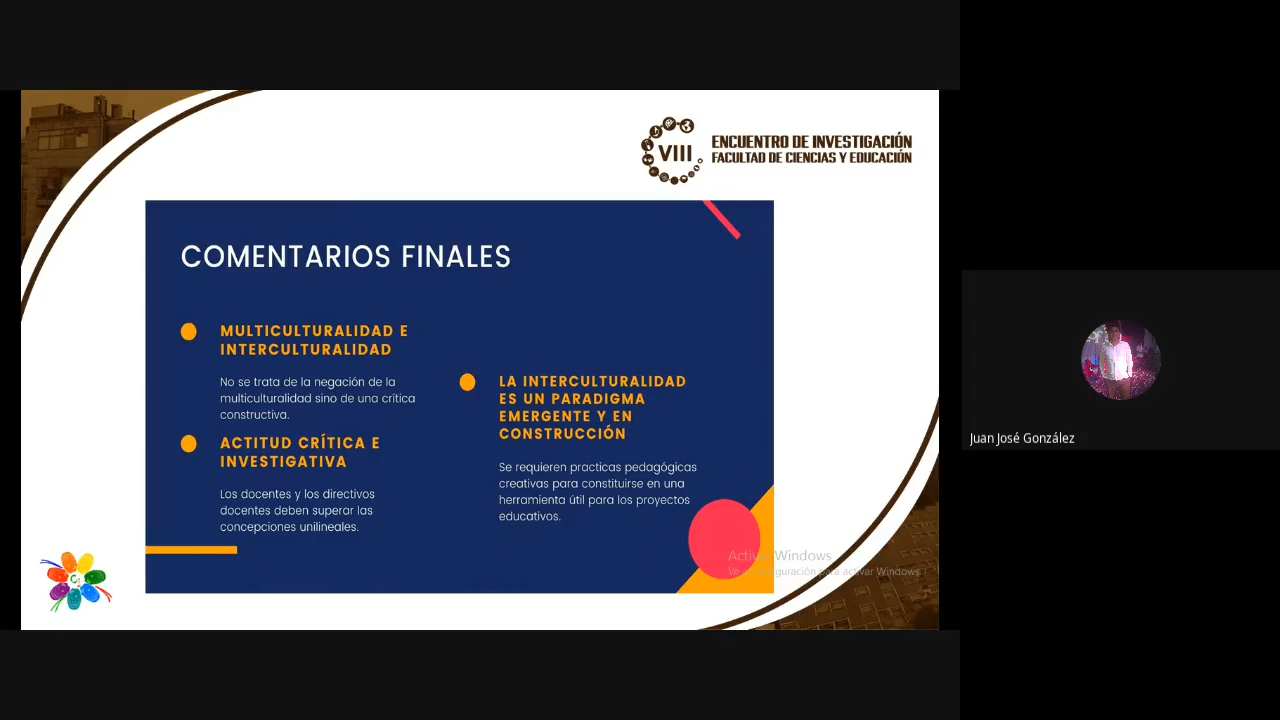 VIII
ENCUENTRO DE INVESTIGACIÓN
FACULTAD DE CIENCIAS Y EDUCACIÓN
COMENTARIOS FINALES
MULTICULTURALIDAD E
INTERCULTURALIDAD
No se trata de la negación de la
multiculturalidad sino de una crítica
constructiva.
ACTITUD CRÍTICA E
INVESTIGATIVA
Los docentes y los directivos
docentes deben superar las
concepciones unilineales.
LA INTERCULTURALIDAD
ES UN PARADIGMA
EMERGENTE Y EN
CONSTRUCCIÓN
Se requieren practicas pedagógicas
creativas para constituirse en una
herramienta útil para los proyectos
educativos.
Windows
para activar Windows.
Juan José González